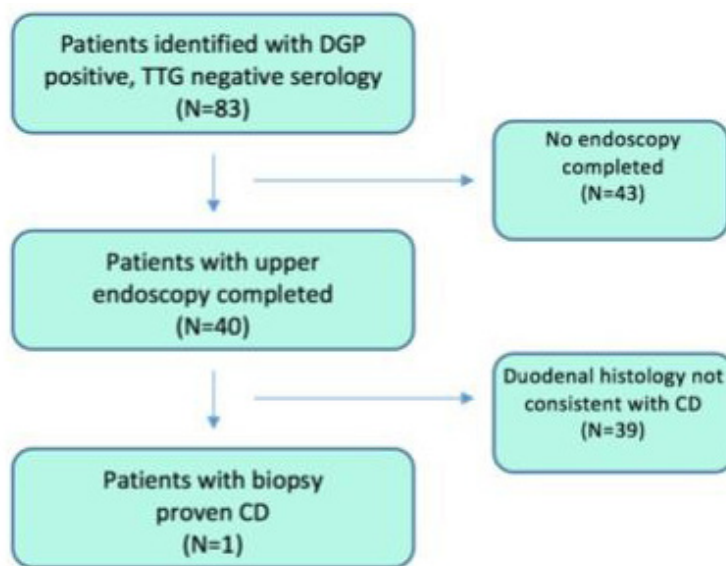 Patients identified with DGP
positive, TTG negative serology
(N=83)
No endoscopy
completed
(N=43)
Patients with upper
endoscopy completed
(N=40)
Duodenal histology not
consistent with CD
(N=39)
Patients with biopsy
proven CD
(N=1)